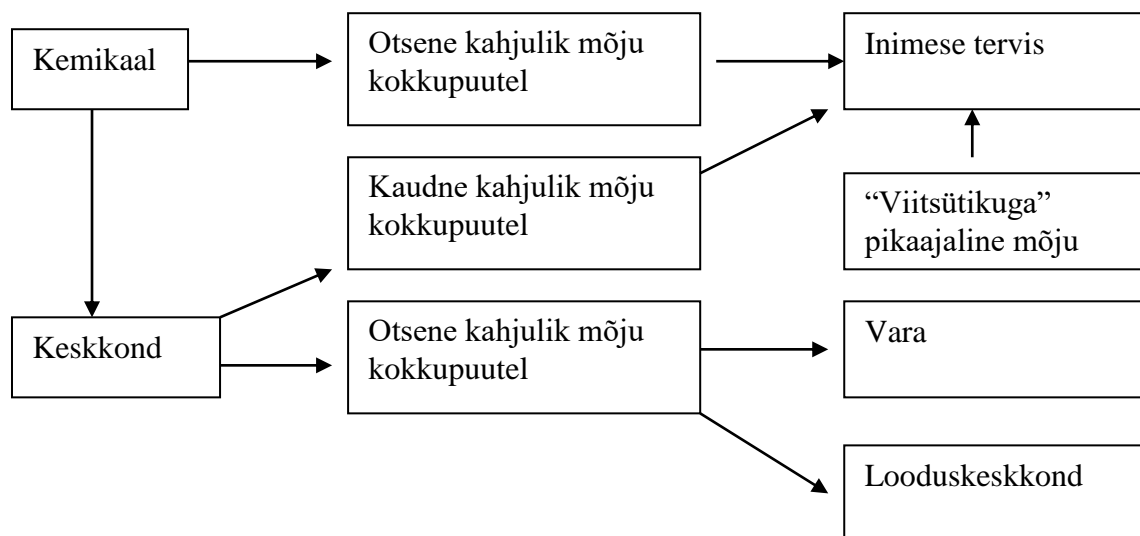 Kemikaal
Otsene kahjulik mõju
kokkupuutel
Inimese tervis
Kaudne kahjulik mõju
kokkupuutel
“Viitsütikuga”
pikaajaline mõju
Keskkond
Otsene kahjulik mõju
kokkupuutel
Vara
Looduskeskkond